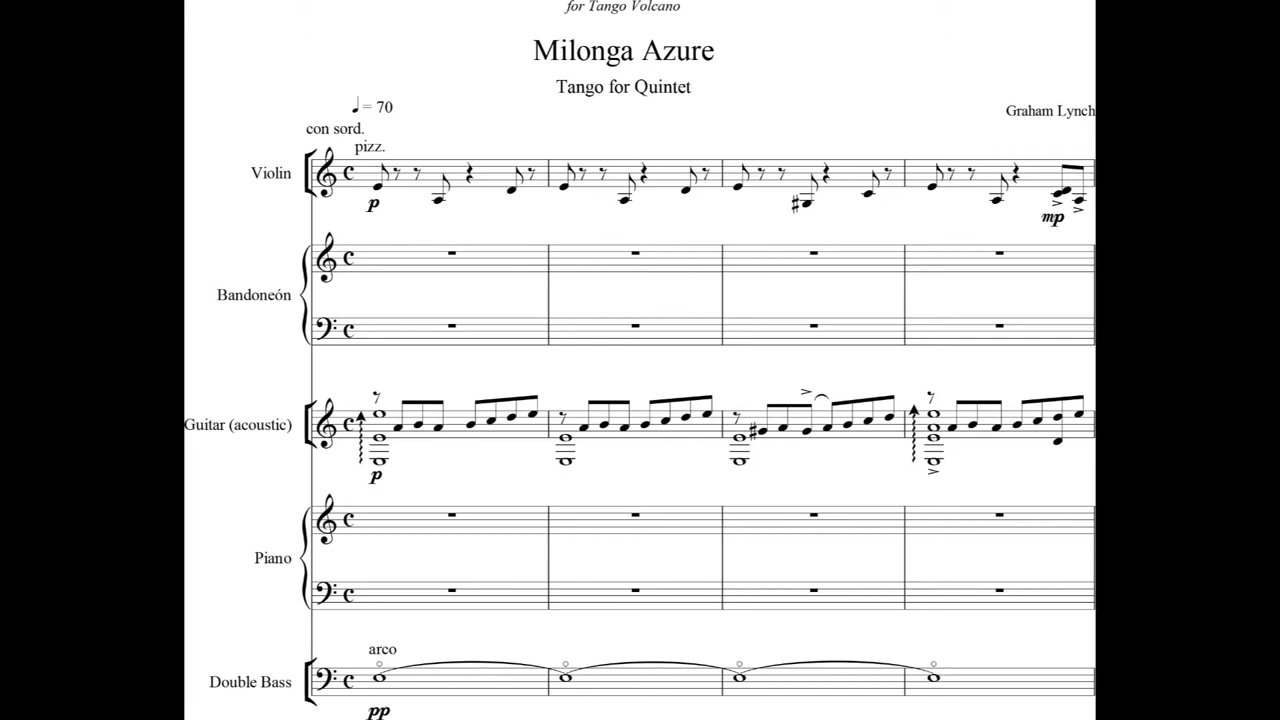 for Tango Volcano
Milonga Azure
Tango for Quintet
♩= 70
Graham Lynch
con sord.
pizz.
Violin
p
mp
Bandoneón
Guitar (acoustic)
p
Piano
arco
Double Bass
pp